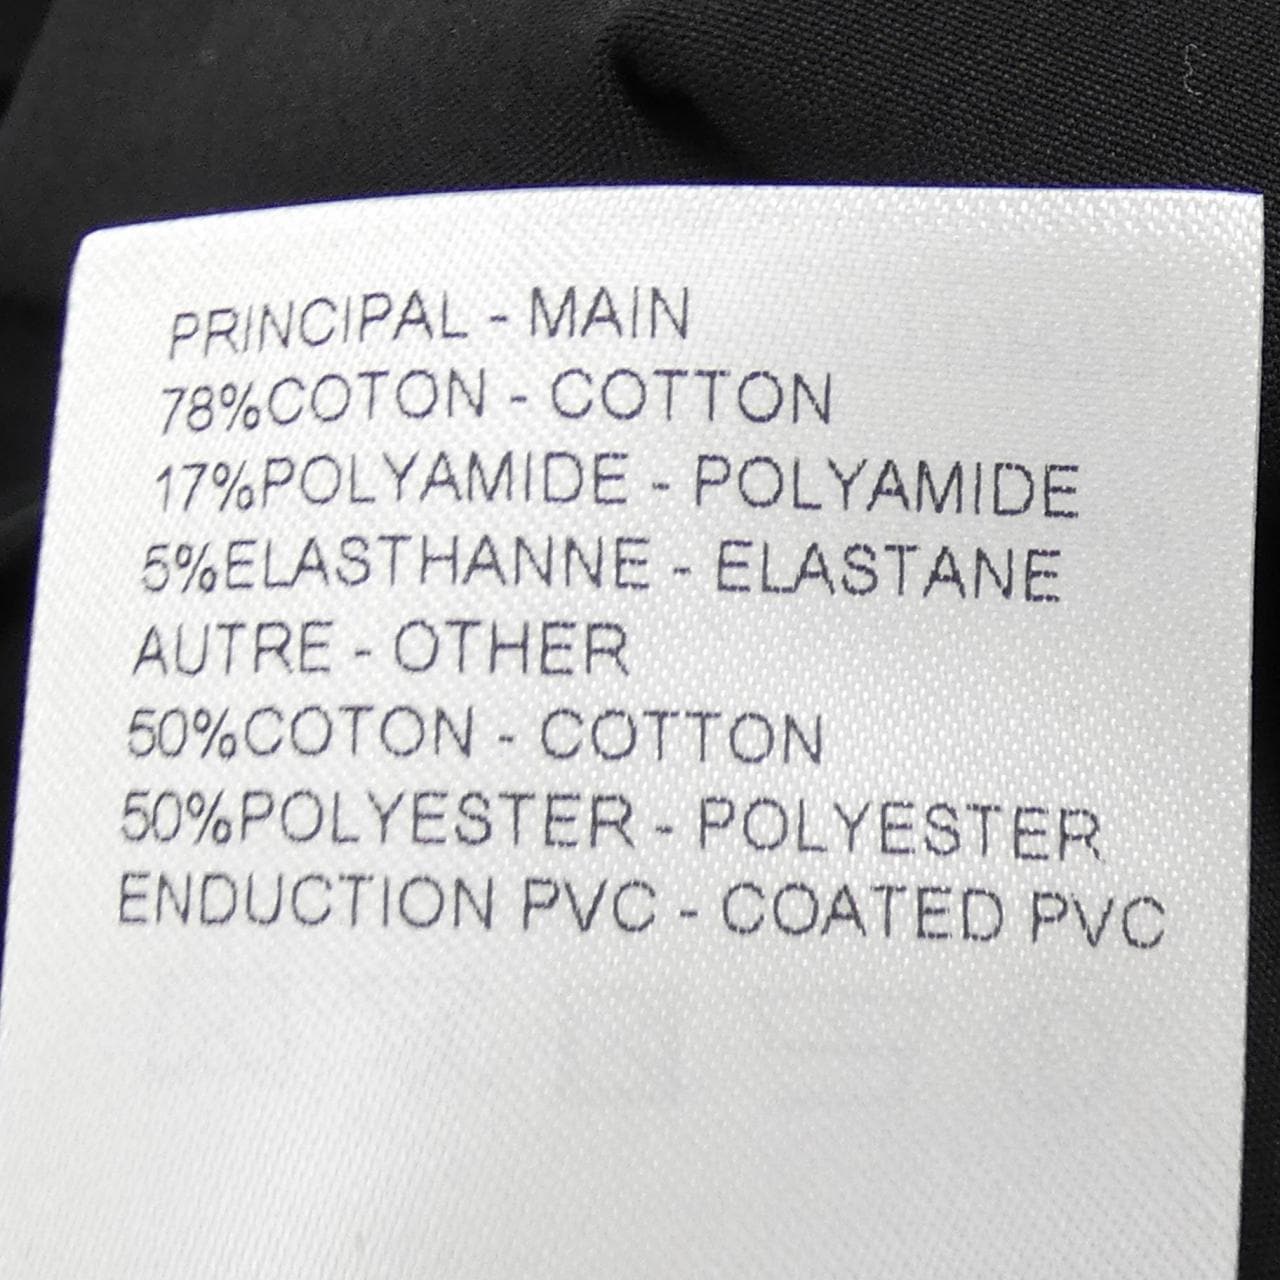 PRINCIPAL - MAIN
78%COTON - COTTON
17%POLYAMIDE - POLYAMIDE
5%ELASTHANNE - ELASTANE
AUTRE - OTHER
50%COTON - COTTON
50%POLYESTER - POLYESTER
ENDUCTION PVC - COATED PVC